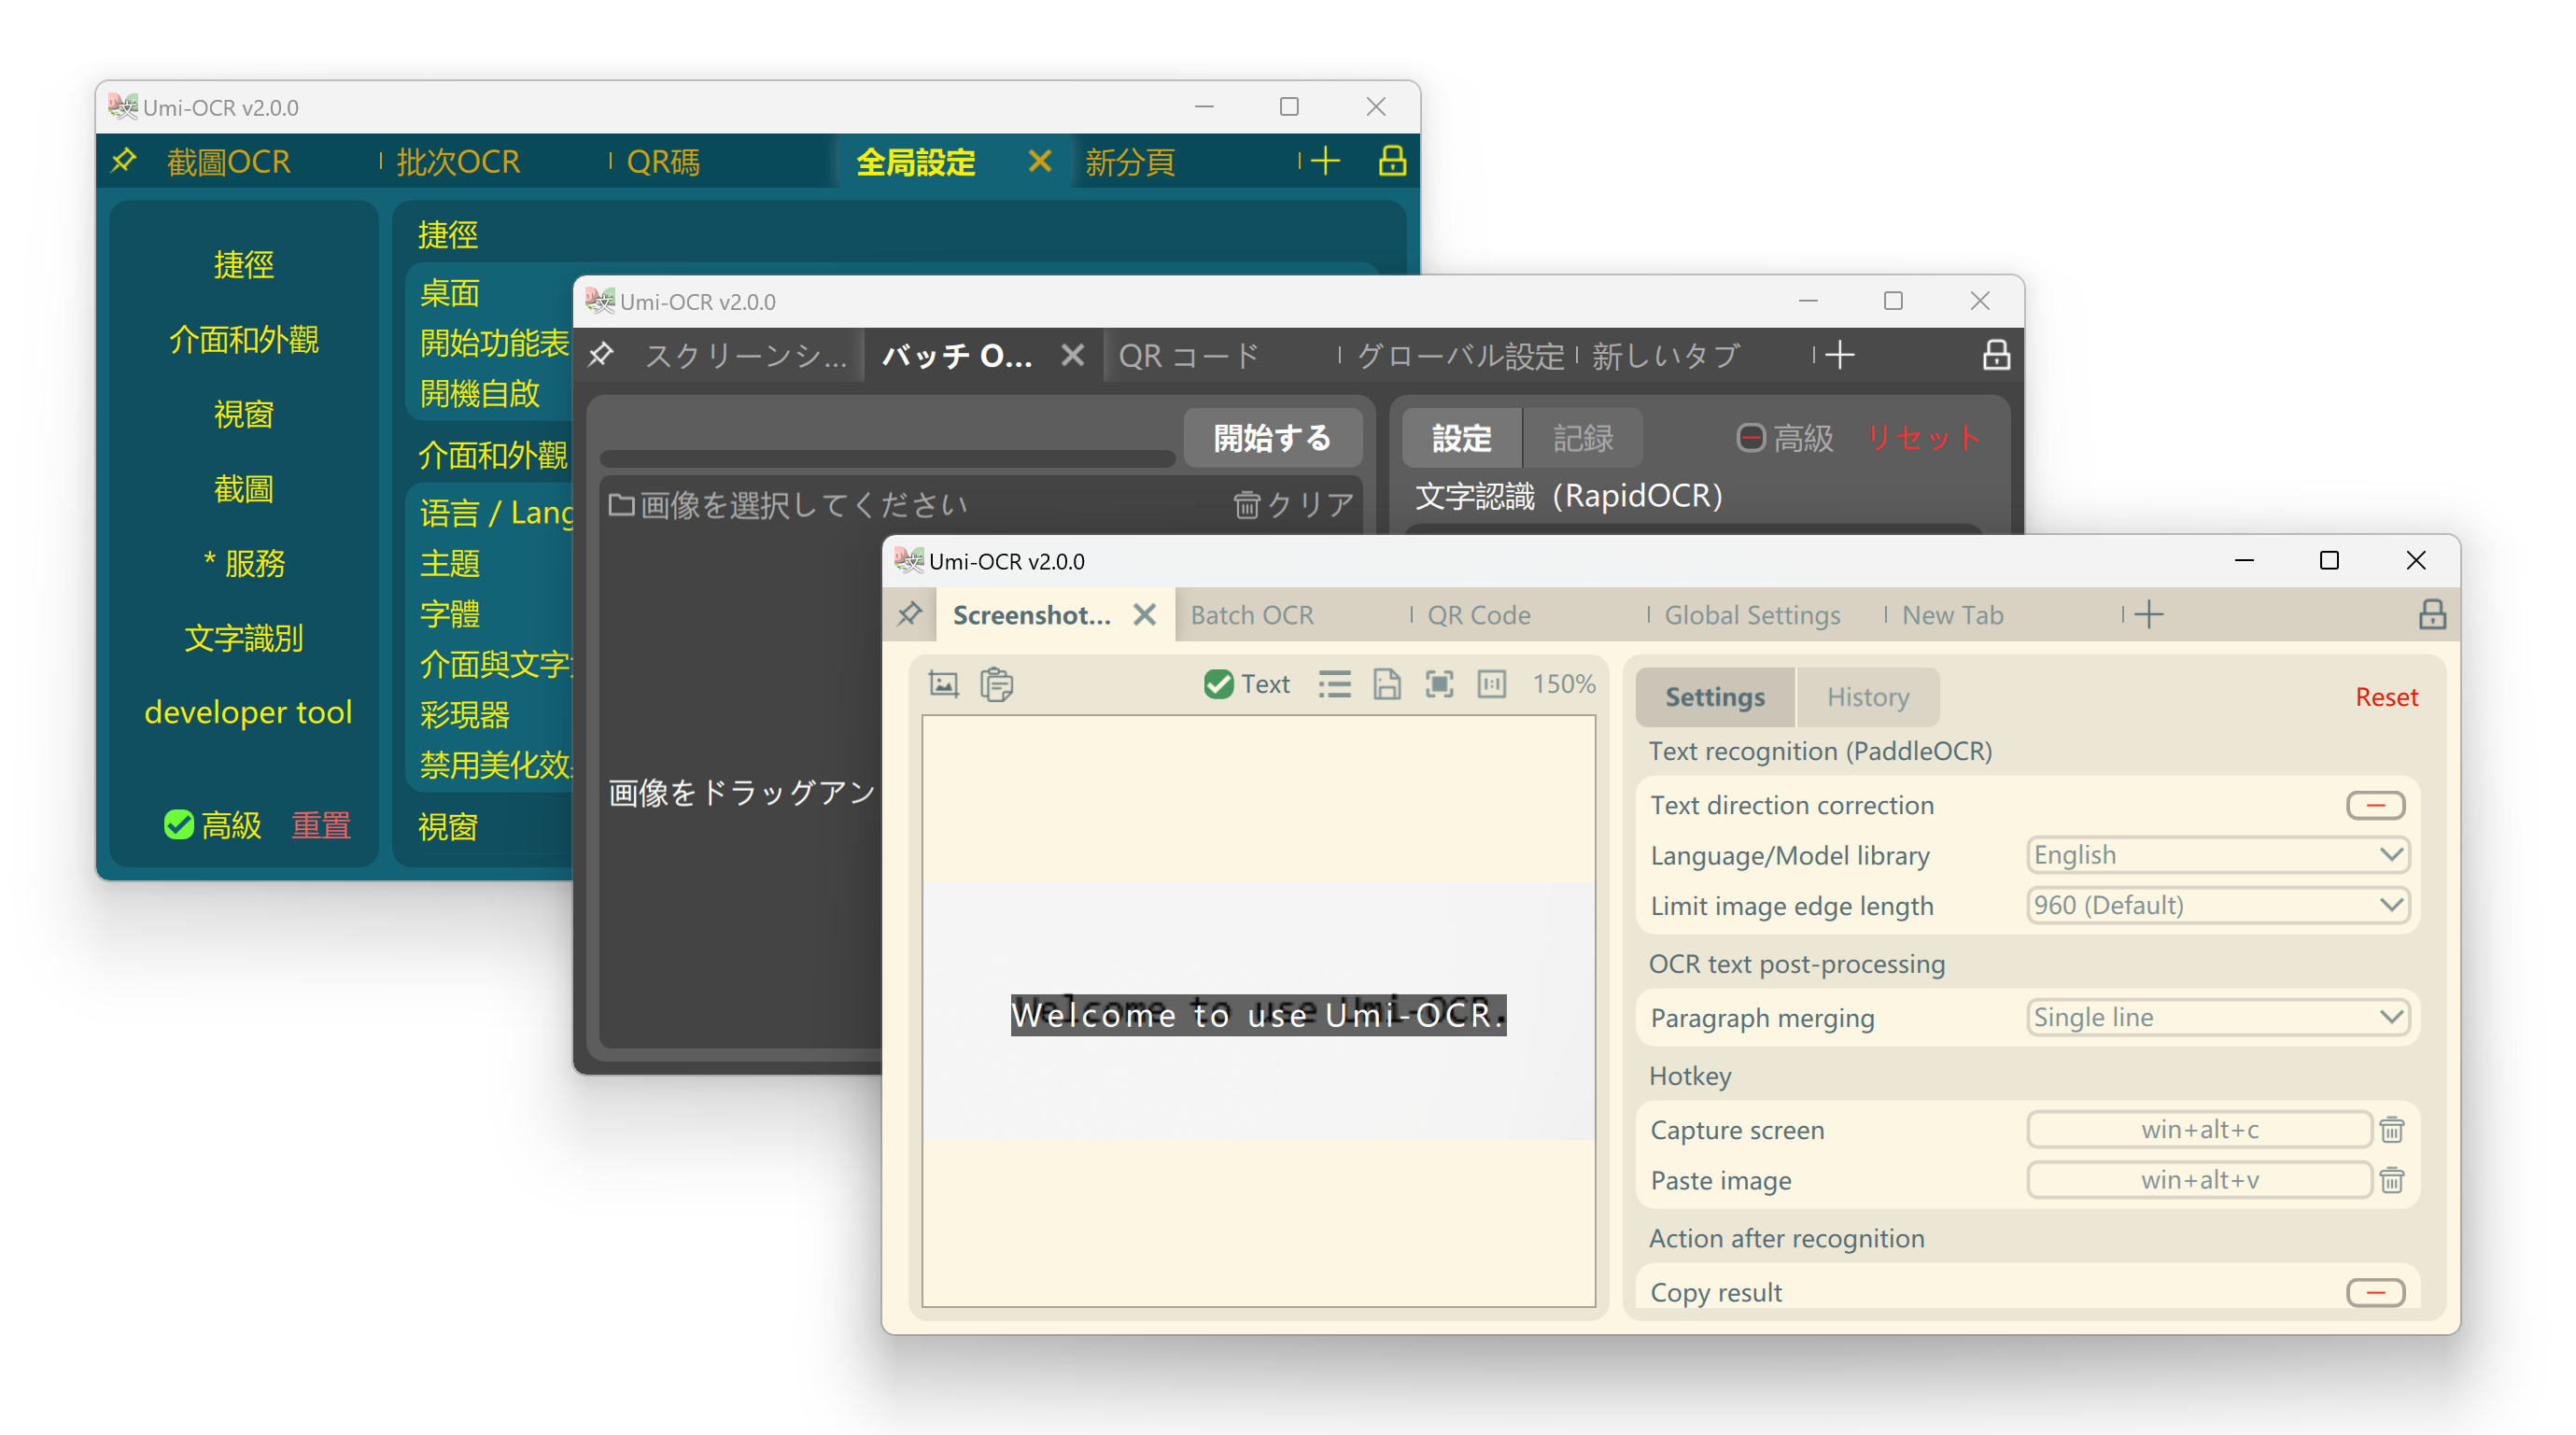 Umi-OCR v2.0.0
截圖OCR
批次OCR
QR碼
全局設定
新分頁
捷徑
介面和外觀
視窗
截圖
* 服務
文字識別
developer tool
高級
重置
捷徑
桌面
開始功能表
開機自啟
介面和外觀
语言 / Lang
主題
字體
介面與文字
彩現器
禁用美化效
視窗
Umi-OCR v2.0.0
スクリーンシ...
バッチ O...
QR コード
グローバル設定
新しいタブ
開始する
画像を選択してください
クリア
画像をドラッグアン
設定
記録
高級
リセット
文字認識（RapidOCR）
Umi-OCR v2.0.0
Screenshot...
Batch OCR
QR Code
Global Settings
New Tab
Text
150%
Welcome to use Umi-OCR.
Settings
History
Reset
Text recognition (PaddleOCR)
Text direction correction
Language/Model library
English
Limit image edge length
960 (Default)
OCR text post-processing
Paragraph merging
Single line
Hotkey
Capture screen
win+alt+c
Paste image
win+alt+v
Action after recognition
Copy result